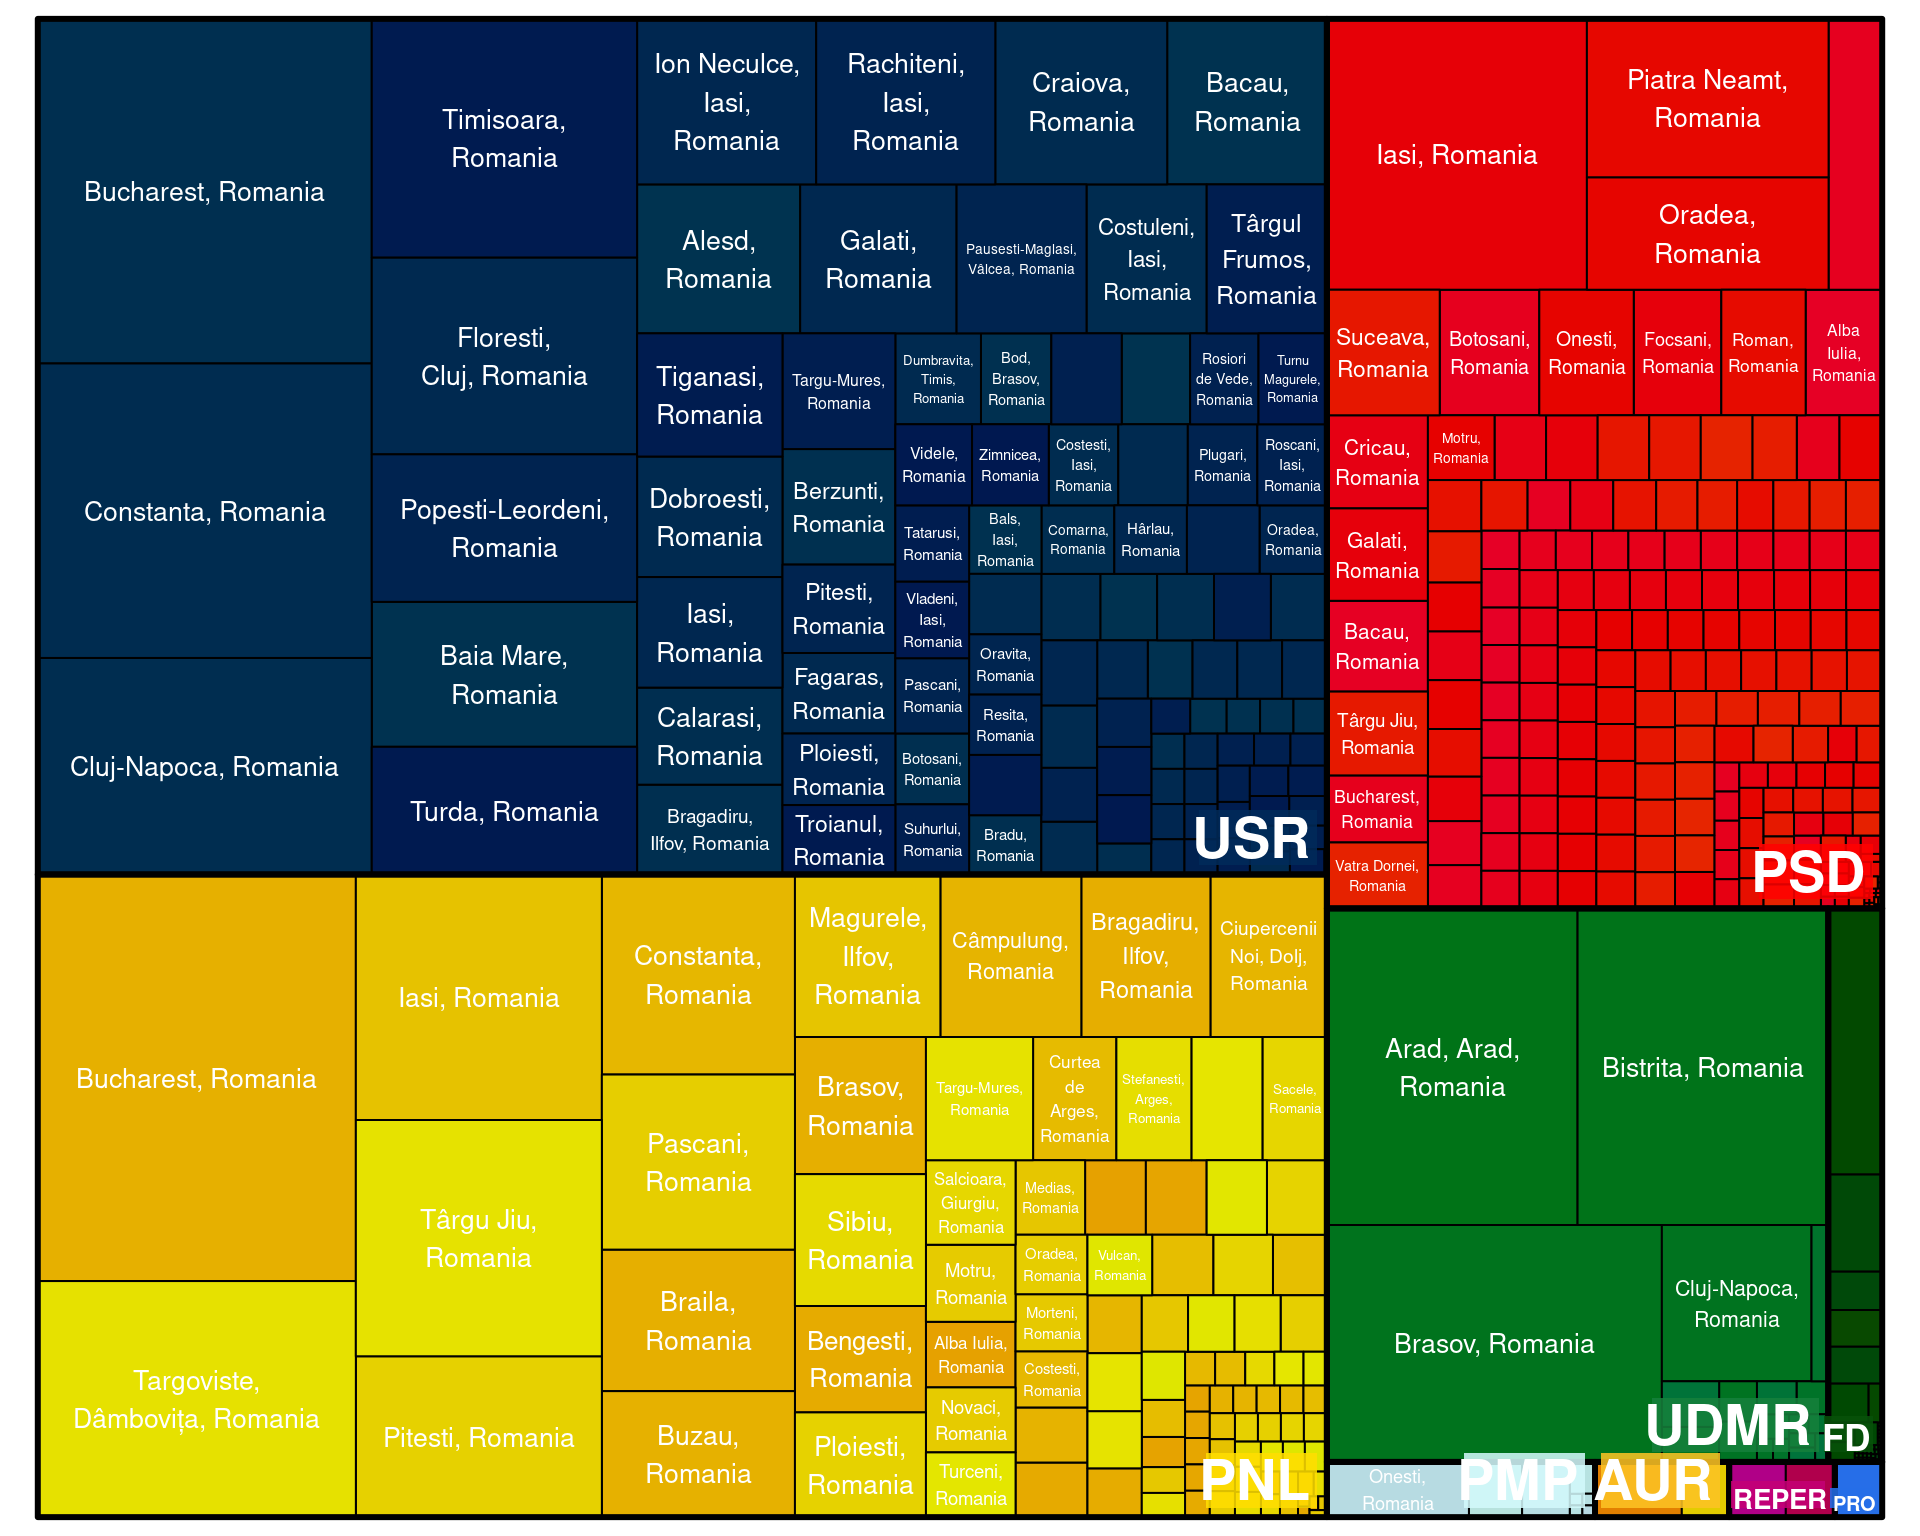 Bucharest, Romania
Constanta, Romania
Cluj-Napoca, Romania
Timisoara,
Romania
Floresti,
Cluj, Romania
Popesti-Leordeni,
Romania
Baia Mare,
Romania
Turda, Romania
Ion Neculce,
Iasi,
Romania
Rachiteni,
Iasi,
Romania
Craiova,
Romania
Bacau,
Romania
Alesd,
Romania
Galati,
Romania
Pausesti-Maglasi,
Vâlcea, Romania
Costuleni,
Iasi,
Romania
Târgul
Frumos,
Romania
Tiganasi,
Romania
Dobroesti,
Romania
Iasi,
Romania
Calarasi,
Romania
Bragadiru,
Ilfov, Romania
Targu-Mures,
Romania
Berzunti,
Romania
Pitesti,
Romania
Fagaras,
Romania
Ploiesti,
Romania
Troianul,
Romania
Dumbravita,
Timis,
Romania
Bod,
Brasov,
Romania
Rosiori
de Vede,
Romania
Turnu
Magurele,
Romania
Videle,
Romania
Zimnicea,
Romania
Costesti,
Iasi,
Romania
Plugari,
Romania
Roscani,
Iasi,
Romania
Tatarusi,
Romania
Bals,
Iasi,
Romania
Comarna,
Romania
Hârlau,
Romania
Oradea,
Romania
Vladeni,
Iasi,
Romania
Pascani,
Romania
Botosani,
Romania
Suhurlui,
Romania
Oravita,
Romania
Resita,
Romania
Bradu,
Romania
USR
Iasi, Romania
Piatra Neamt,
Romania
Oradea,
Romania
Suceava,
Romania
Botosani,
Romania
Onesti,
Romania
Focsani,
Romania
Roman,
Romania
Alba
Iulia,
Romania
Cricau,
Romania
Motru,
Romania
Galati,
Romania
Bacau,
Romania
Târgu Jiu,
Romania
Bucharest,
Romania
Vatra Dornei,
Romania
PSD
Bucharest, Romania
Targoviste,
Dâmbovița, Romania
Iasi, Romania
Târgu Jiu,
Romania
Pitesti, Romania
Constanta,
Romania
Pascani,
Romania
Braila,
Romania
Buzau,
Romania
Magurele,
Ilfov,
Romania
Câmpulung,
Romania
Bragadiru,
Ilfov,
Romania
Ciupercenii
Noi, Dolj,
Romania
Brasov,
Romania
Sibiu,
Romania
Bengesti,
Romania
Ploiesti,
Romania
Targu-Mures,
Romania
Curtea
de
Arges,
Romania
Stefanesti,
Arges,
Romania
Sacele,
Romania
Salcioara,
Giurgiu,
Romania
Motru,
Romania
Alba Iulia,
Romania
Novaci,
Romania
Turceni,
Romania
Medias,
Romania
Oradea,
Romania
Vulcan,
Romania
Morteni,
Romania
Costesti,
Romania
PNL
Arad, Arad,
Romania
Bistrita, Romania
Brasov, Romania
Cluj-Napoca,
Romania
UDMR
FD
Onesti,
Romania
PMP
AUR
REPER
PRO